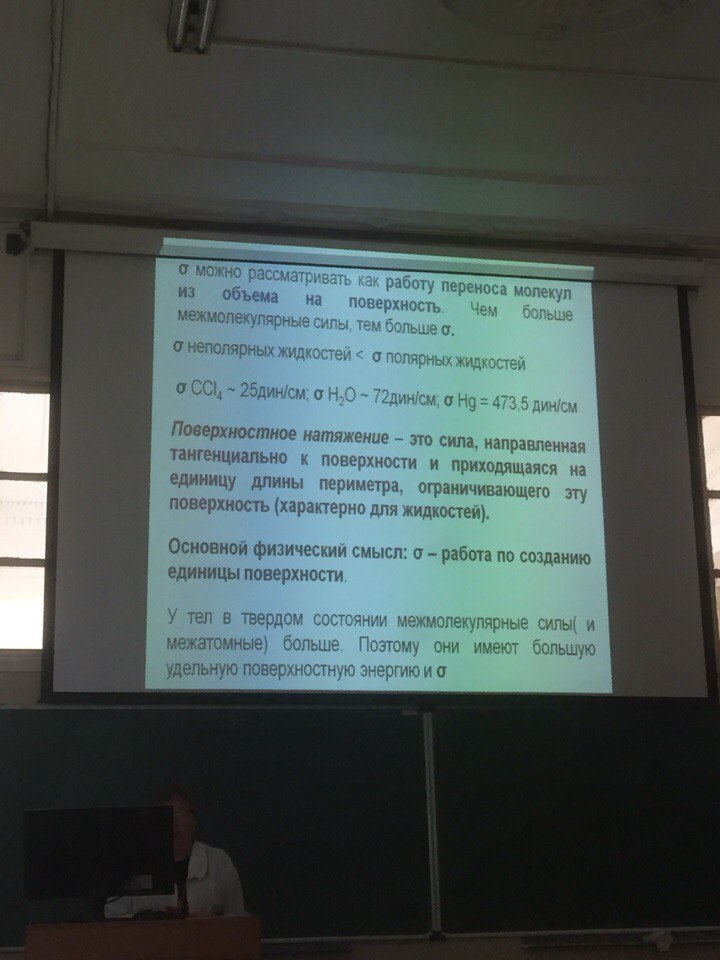 σ можно рассматривать как работу переноса молекул
из объема на поверхность. Чем больше
межмолекулярные силы, тем больше σ.
σ неполярных жидкостей < σ полярных жидкостей
σ CCl₄ ~ 25дин/см; σ H₂O ~ 72дин/см; σ Hg = 473,5 дин/см
Поверхностное натяжение – это сила, направленная
тангенциально к поверхности и приходящаяся на
единицу длины периметра, ограничивающего эту
поверхность (характерно для жидкостей).
Основной физический смысл: σ – работа по созданию
единицы поверхности.
У тел в твердом состоянии межмолекулярные силы( и
межатомные) больше. Поэтому они имеют большую
удельную поверхностную энергию и σ